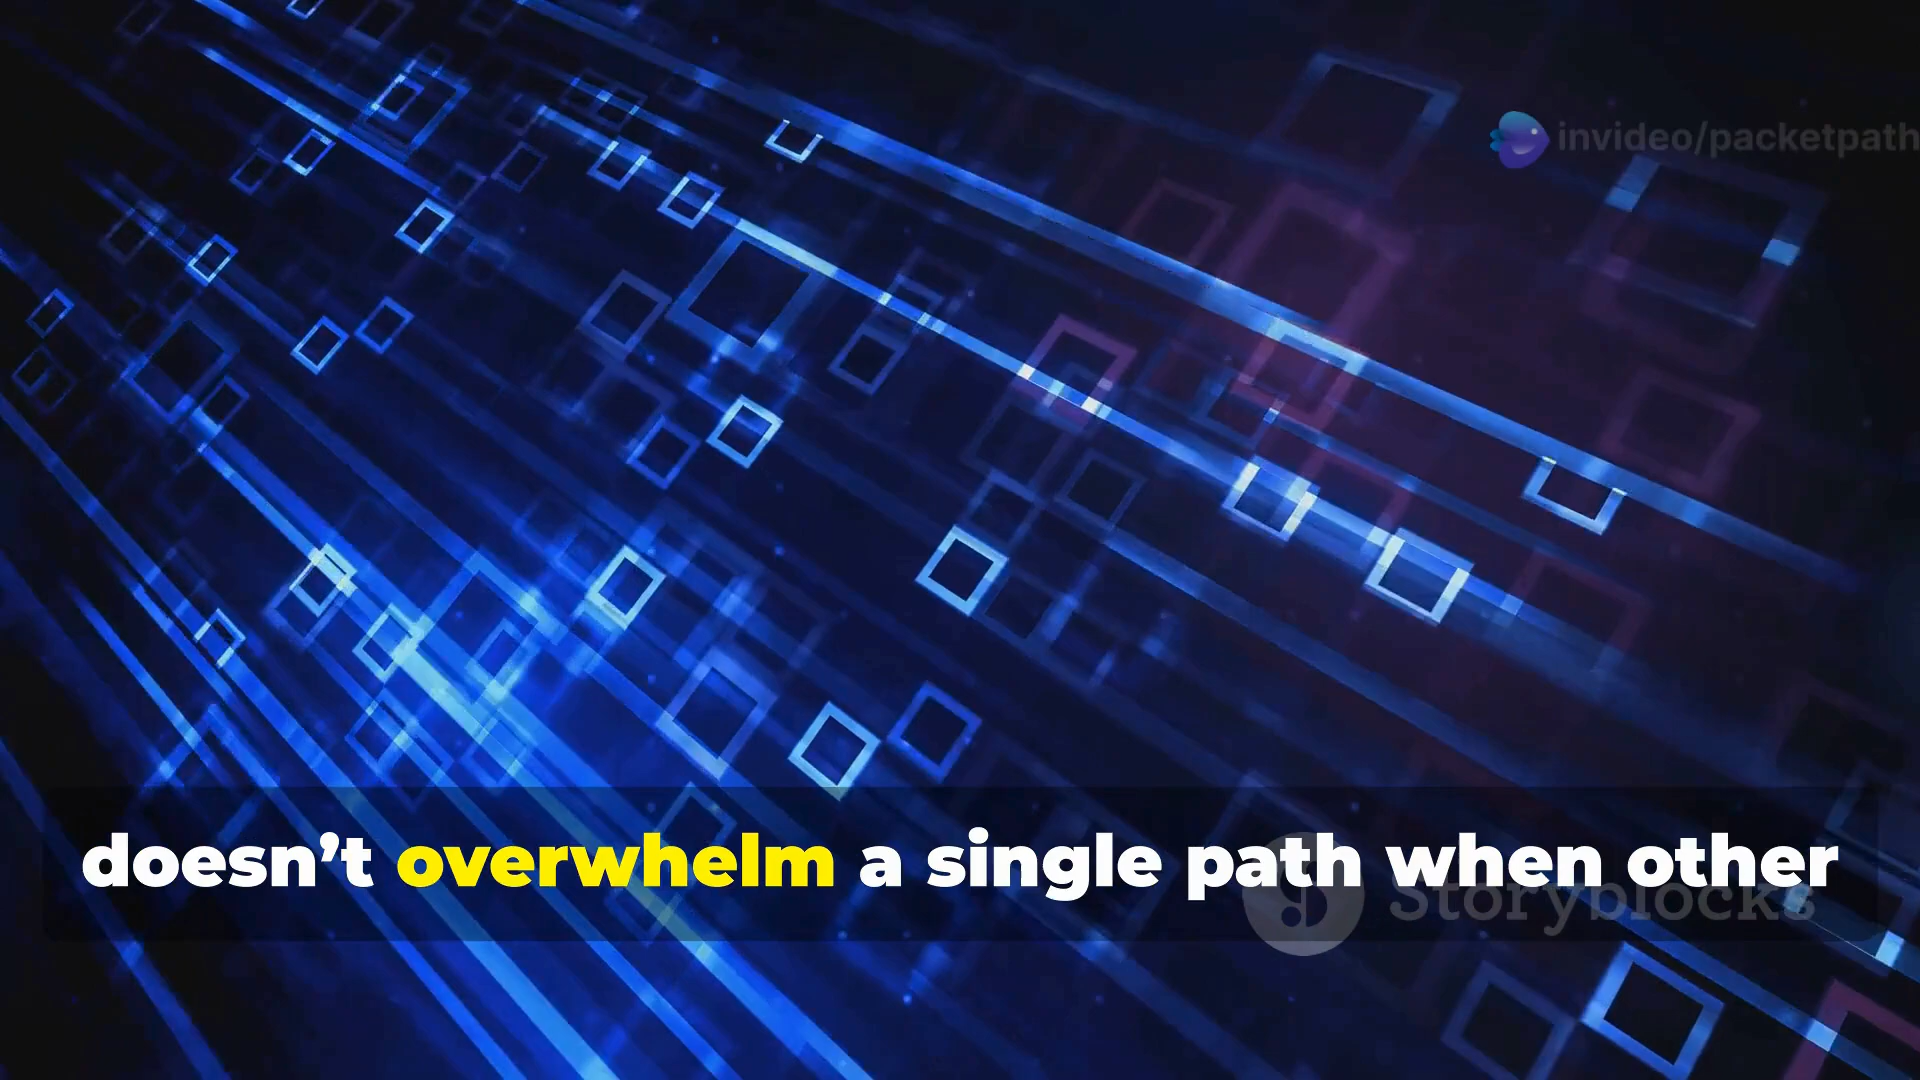 invideo/packetpath
doesn’t overwhelm a single path when other
Storyblocks